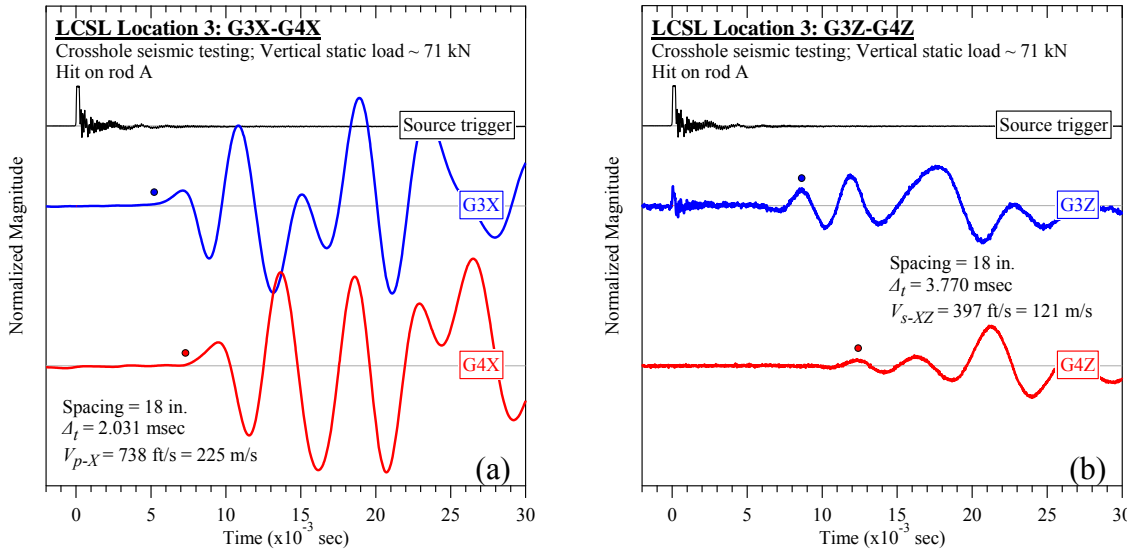 LCSL Location 3: G3X-G4X
Crosshole seismic testing; Vertical static load ~ 71 kN
Hit on rod A
Source trigger
G3X
G4X
Spacing = 18 in.
Δt = 2.031 msec
Vp-X = 738 ft/s = 225 m/s
(a)
Normalized Magnitude
0 5 10 15 20 25 30
Time (x10-3 sec)
LCSL Location 3: G3Z-G4Z
Crosshole seismic testing; Vertical static load ~ 71 kN
Hit on rod A
Source trigger
G3Z
Spacing = 18 in.
Δt = 3.770 msec
Vs-XZ = 397 ft/s = 121 m/s
G4Z
(b)
Normalized Magnitude
0 5 10 15 20 25 30
Time (x10-3 sec)